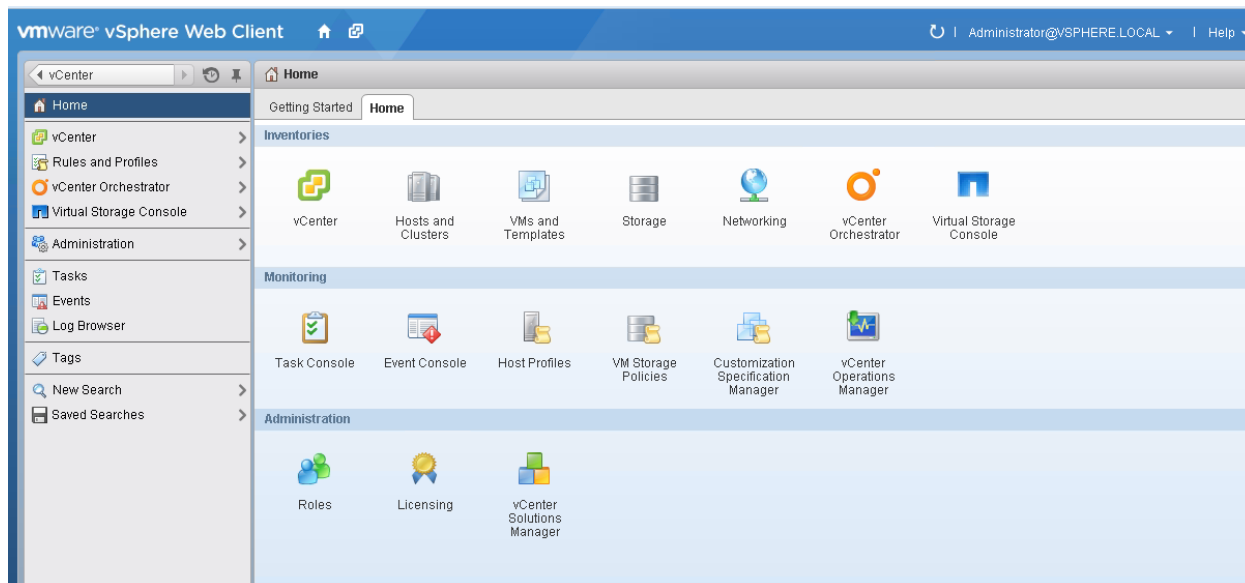 vmware® vSphere Web Client
Administrator@VSPHERE.LOCAL
Help
vCenter
Home
vCenter
Rules and Profiles
vCenter Orchestrator
Virtual Storage Console
Administration
Tasks
Events
Log Browser
Tags
New Search
Saved Searches
Home
Getting Started Home
Inventories
vCenter
Hosts and
Clusters
VMs and
Templates
Storage
Networking
vCenter
Orchestrator
Virtual Storage
Console
Monitoring
Task Console
Event Console
Host Profiles
VM Storage
Policies
Customization
Specification
Manager
vCenter
Operations
Manager
Administration
Roles
Licensing
vCenter
Solutions
Manager